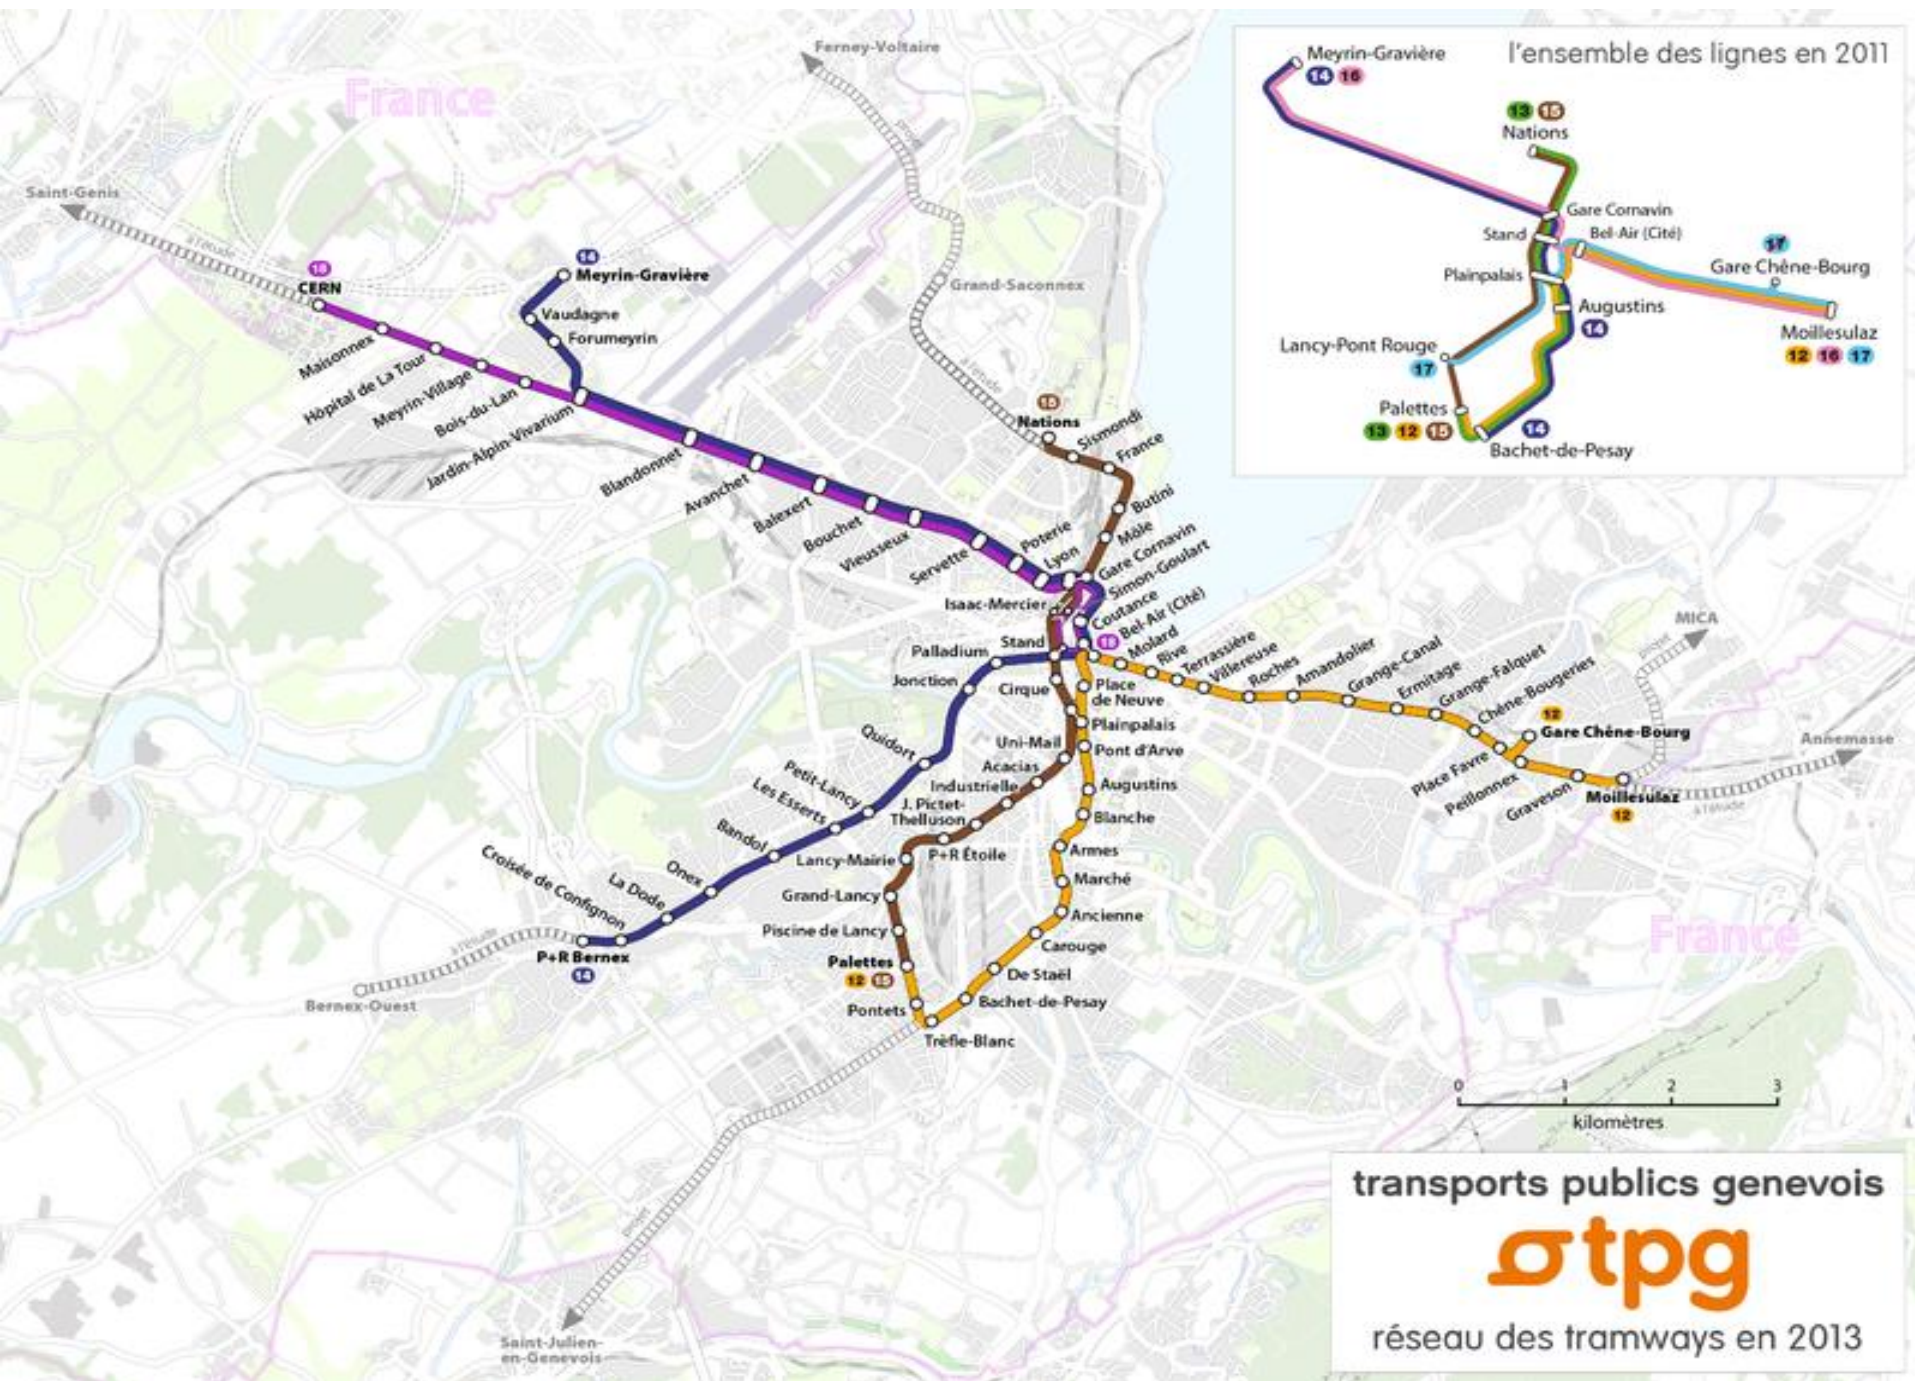 Ferney-Voltaire
France
projet
Saint-Genis
à l'étude
18
CERN
14
Meyrin-Gravière
Vaudagne
Forumeyrin
Maisonnex
Hôpital de La Tour
Meyrin-Village
Bois-du-Lan
Jardin-Alpin-Vivarium
Blandonnet
Avanchet
Balexert
Bouchet
Vieusseux
Servette
Poterie
Lyon
Grand-Saconnex
à l'étude
15
Nations
Sismondi
France
Butini
Môle
Gare Cornavin
Simon-Goulart
Coutance
Isaac-Mercier
18
Bel-Air (Cité)
Stand
Molard
Rive
Terrassière
Villereuse
Roches
Amandolier
Grange-Canal
Ermitage
Grange-Falquet
Chêne-Bougeries
12
Gare Chêne-Bourg
Place Favre
Peillonnex
Graveson
Moillesulaz
12
MICA
projet
Annemasse
à l'étude
Palladium
Jonction
Cirque
Place
de Neuve
Plainpalais
Uni-Mail
Pont d'Arve
Quidort
Acacias
Industrielle
Augustins
Petit-Lancy
Les Esserts
J. Pictet-
Thelluson
Blanche
Bandol
Lancy-Mairie
P+R Étoile
Armes
Onex
Marché
La Dode
Grand-Lancy
Croisée de Confignon
Ancienne
Piscine de Lancy
Carouge
P+R Bernex
14
Palettes
12 15
De Staël
Pontets
Bachet-de-Pesay
Trèfle-Blanc
à l'étude
Bernex-Ouest
France
projet
Saint-Julien-
en-Genevois
l'ensemble des lignes en 2011
Meyrin-Gravière
14 16
13 15
Nations
Gare Cornavin
Stand
Bel-Air (Cité)
17
Gare Chêne-Bourg
Plainpalais
Augustins
14
Moillesulaz
12 16 17
Lancy-Pont Rouge
17
Palettes
13 12 15
14
Bachet-de-Pesay
0 1 2 3
kilomètres
transports publics genevois
tpg
réseau des tramways en 2013